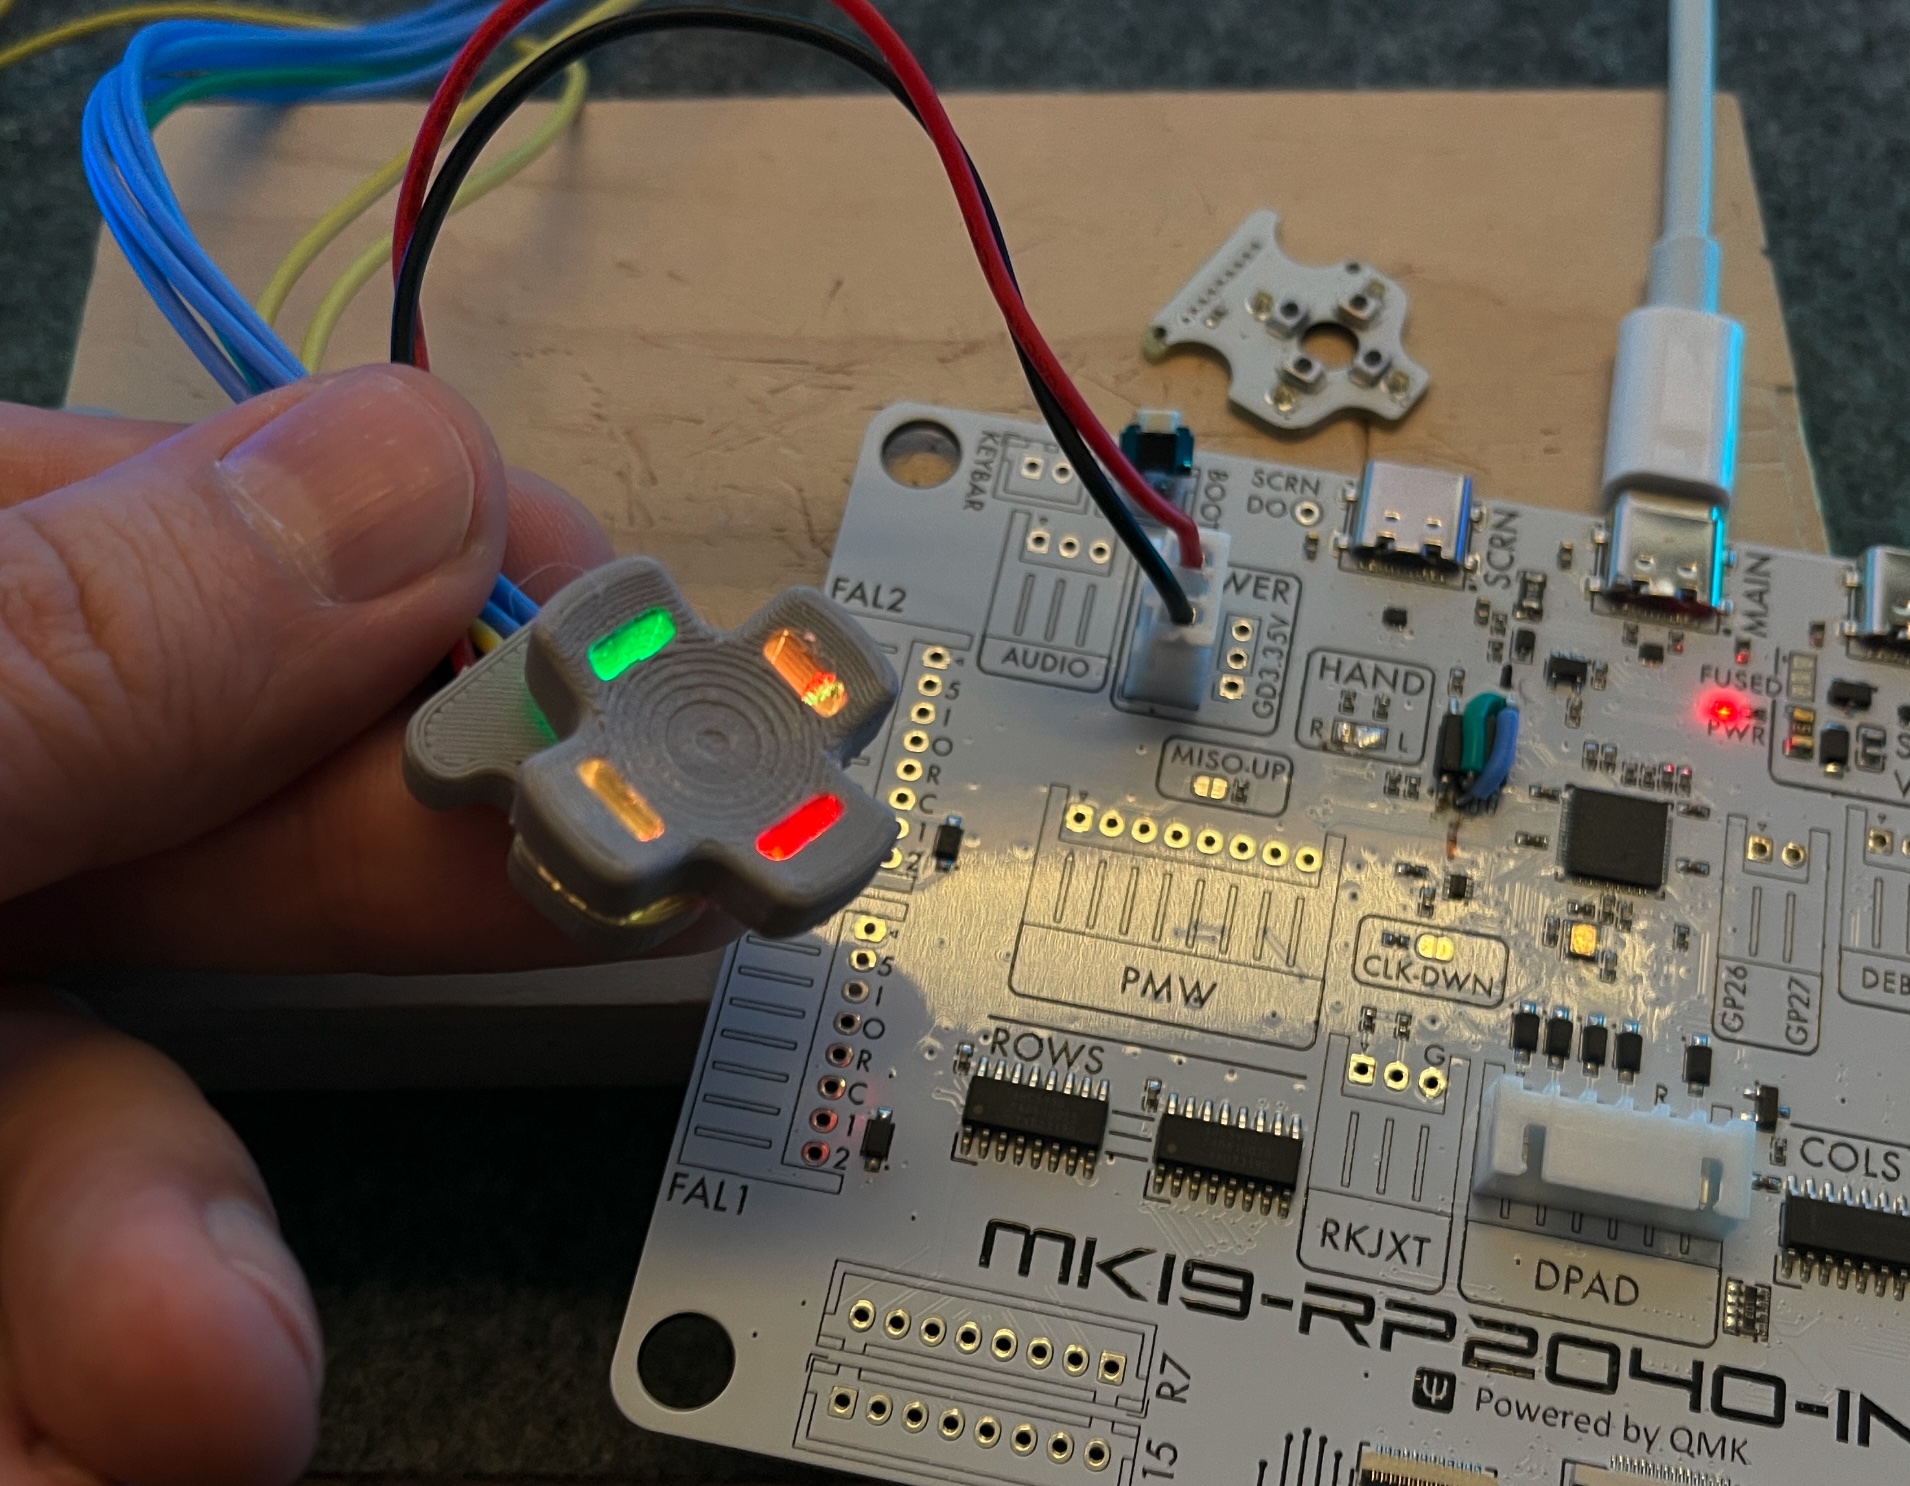 KEYBAR
BOOT
SCRN
DO
SCRN
MAIN
FAL2
5
I
O
R
C
1
2
AUDIO
GD3.35V
HAND
R
L
FUSED
PWR
MISO-UP
PMW
CLK-DWN
GP26
GP27
5
I
O
R
C
1
2
FAL1
ROWS
G
RKJXT
R
DPAD
COLS
MK19-RP2040-IN
Powered by QMK
R7
15